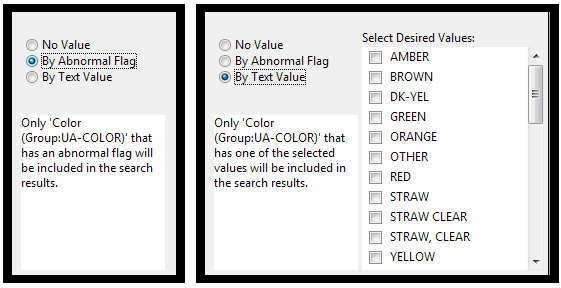 No Value
By Abnormal Flag
By Text Value
Only 'Color
(Group:UA-COLOR)' that
has an abnormal flag will
be included in the search
results.
No Value
By Abnormal Flag
By Text Value
Only 'Color
(Group:UA-COLOR)' that
has one of the selected
values will be included in
the search results.
Select Desired Values:
AMBER
BROWN
DK-YEL
GREEN
ORANGE
OTHER
RED
STRAW
STRAW CLEAR
STRAW, CLEAR
YELLOW